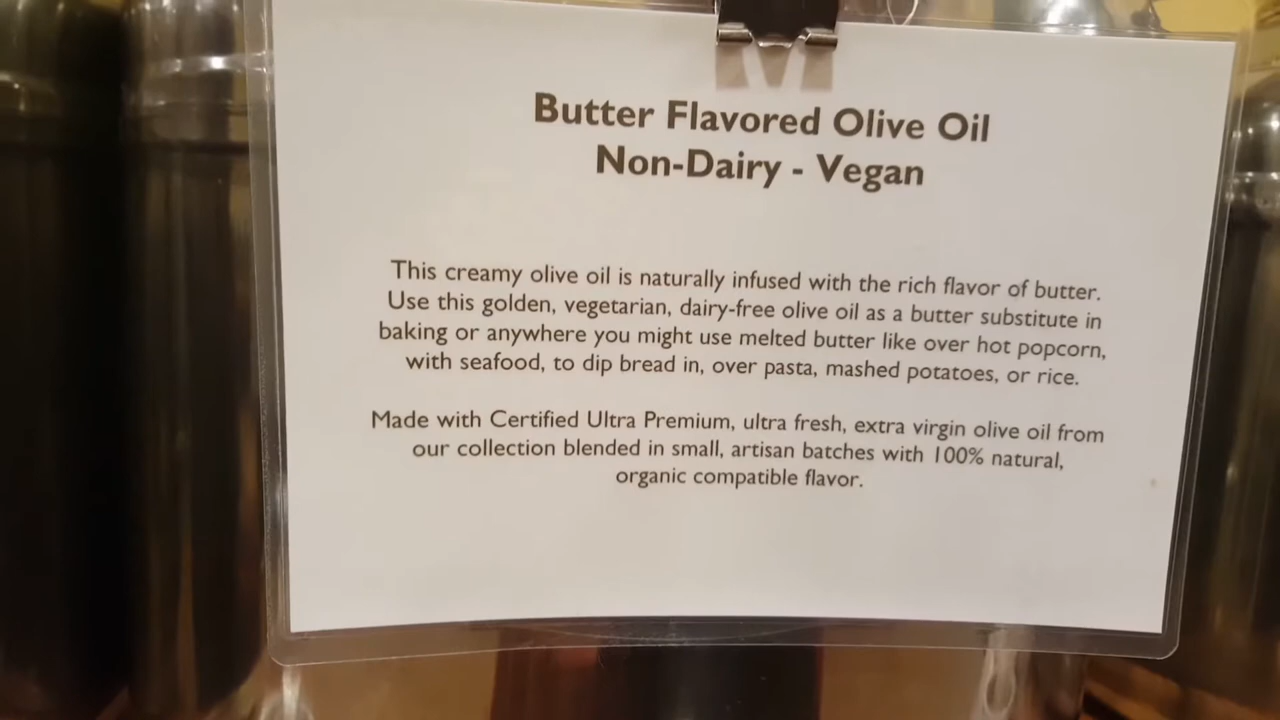 Butter Flavored Olive Oil
Non-Dairy - Vegan
This creamy olive oil is naturally infused with the rich flavor of butter.
Use this golden, vegetarian, dairy-free olive oil as a butter substitute in
baking or anywhere you might use melted butter like over hot popcorn,
with seafood, to dip bread in, over pasta, mashed potatoes, or rice.
Made with Certified Ultra Premium, ultra fresh, extra virgin olive oil from
our collection blended in small, artisan batches with 100% natural,
organic compatible flavor.